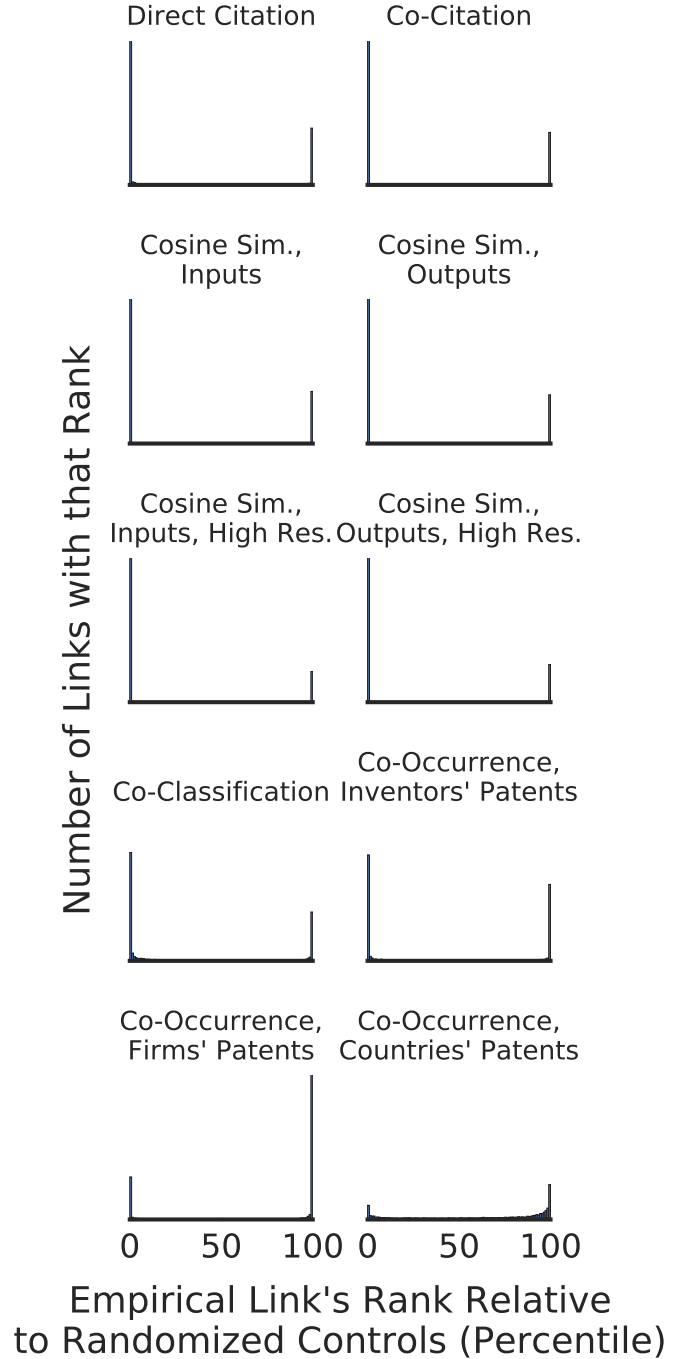 Direct Citation
Co-Citation
Cosine Sim.,
Inputs
Cosine Sim.,
Outputs
Cosine Sim.,
Inputs, High Res.
Cosine Sim.,
Outputs, High Res.
Co-Classification
Co-Occurrence,
Inventors' Patents
Co-Occurrence,
Firms' Patents
Co-Occurrence,
Countries' Patents
Number of Links with that Rank
0 50 100
0 50 100
Empirical Link's Rank Relative
to Randomized Controls (Percentile)